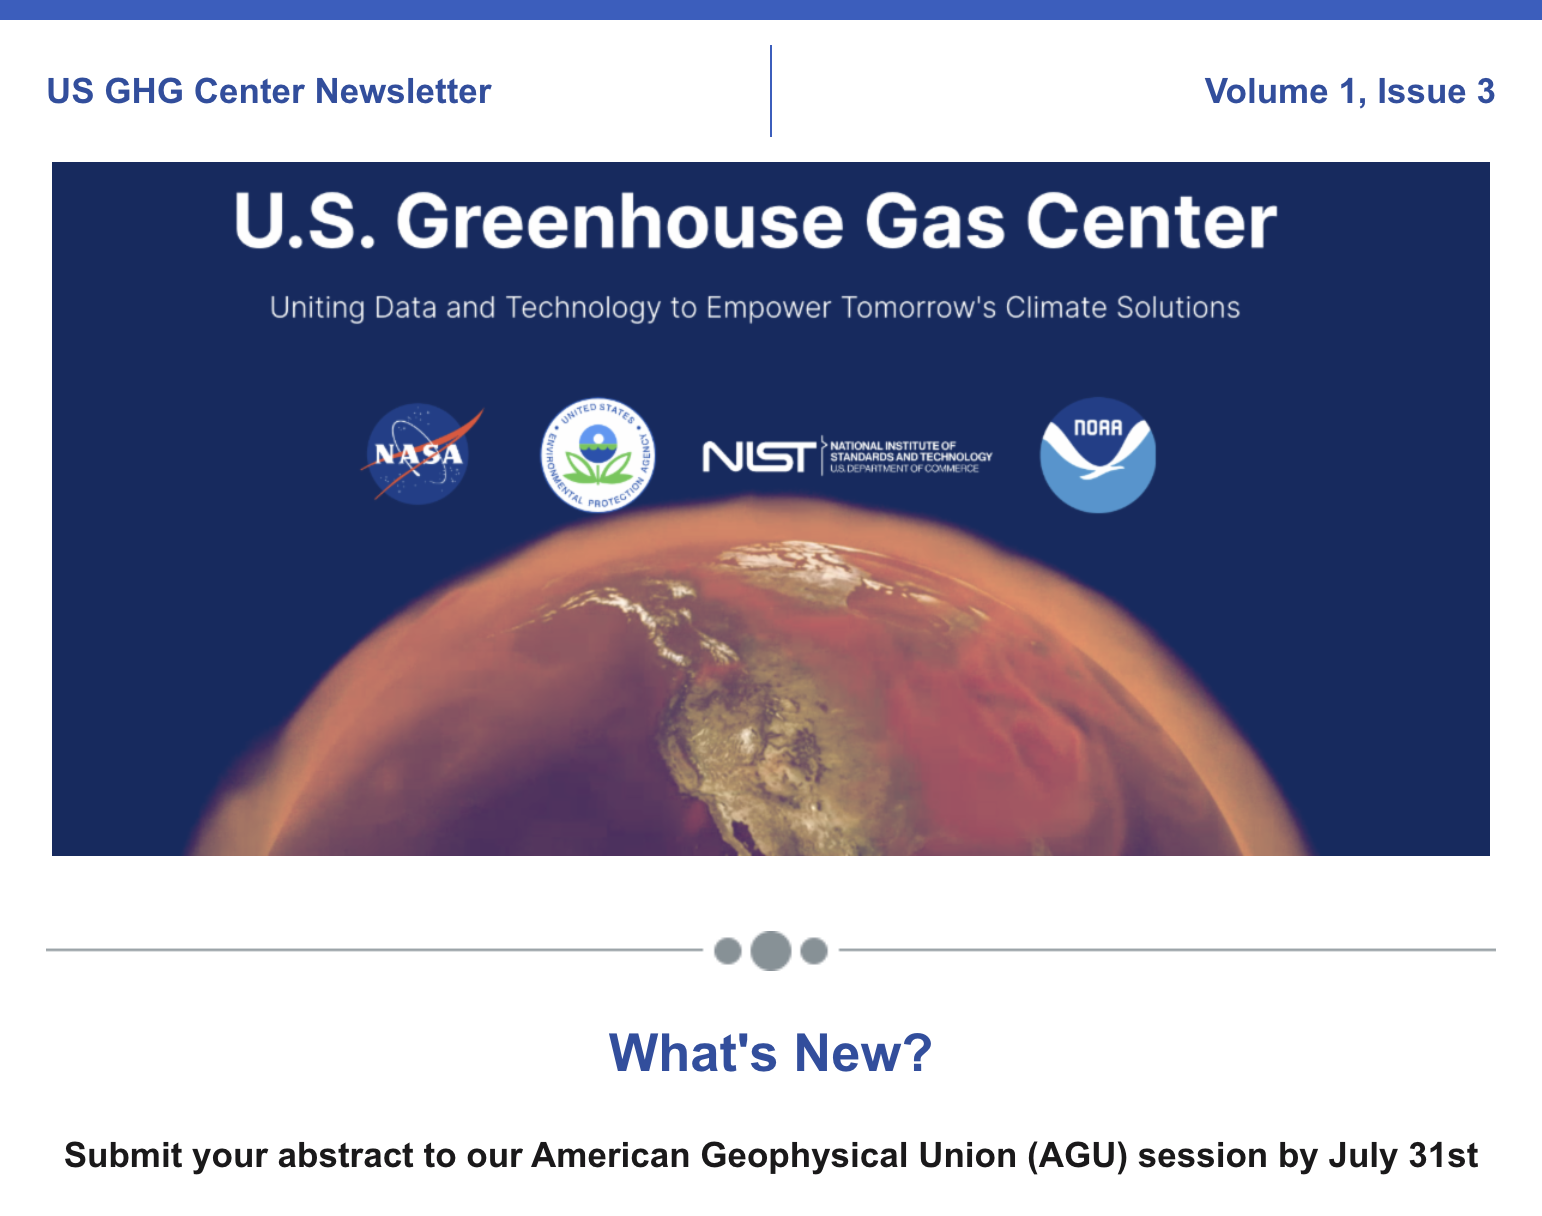 US GHG Center Newsletter
Volume 1, Issue 3
U.S. Greenhouse Gas Center
Uniting Data and Technology to Empower Tomorrow's Climate Solutions
NASA
UNITED STATES
ENVIRONMENTAL PROTECTION AGENCY
NIST
NATIONAL INSTITUTE OF
STANDARDS AND TECHNOLOGY
U.S. DEPARTMENT OF COMMERCE
NOAA
What's New?
Submit your abstract to our American Geophysical Union (AGU) session by July 31st